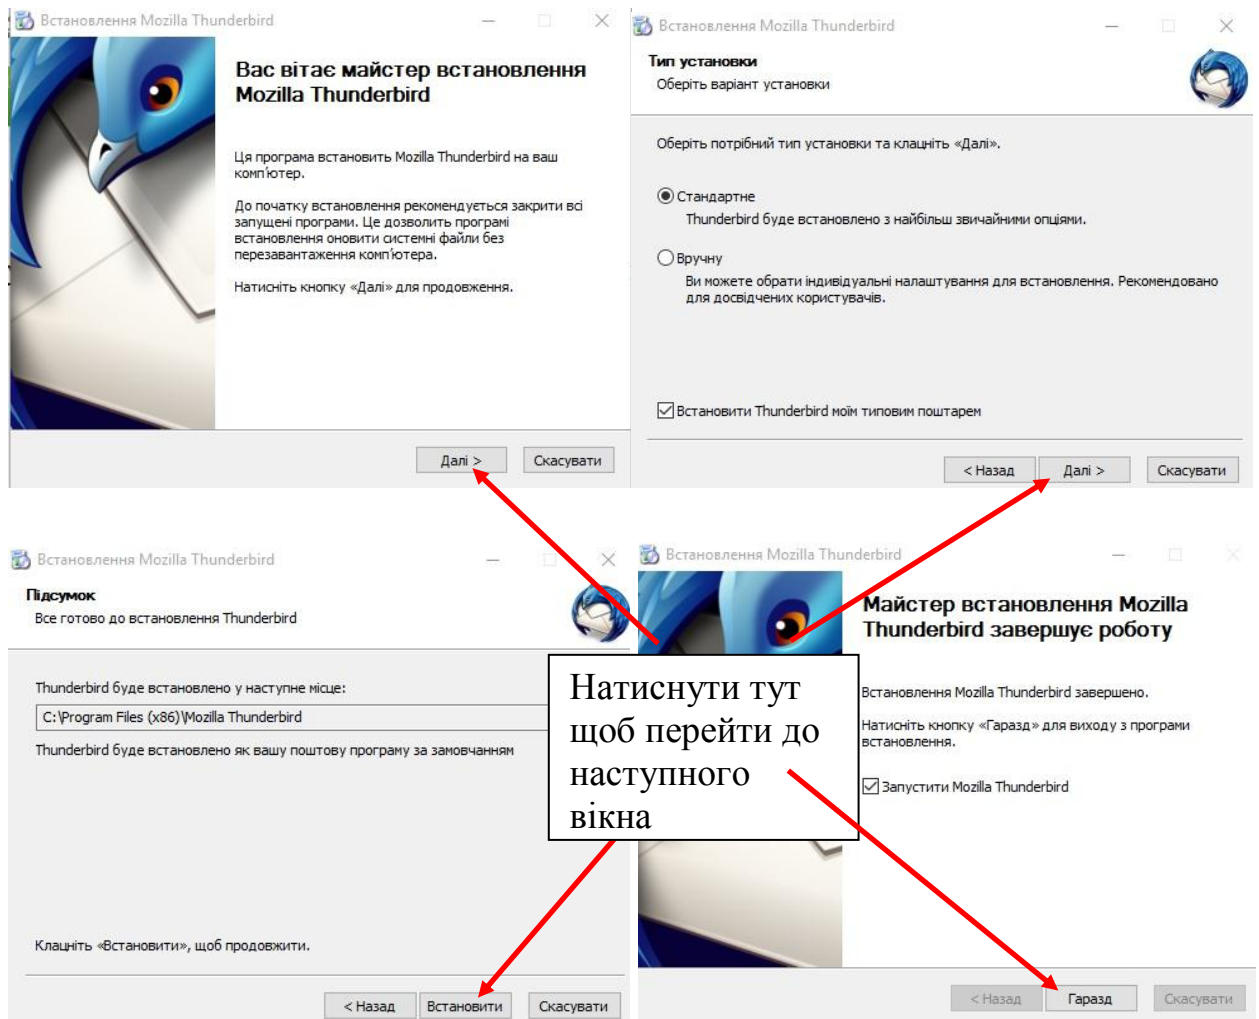 Встановлення Mozilla Thunderbird
Вас вітає майстер встановлення
Mozilla Thunderbird
Ця програма встановить Mozilla Thunderbird на ваш
комп'ютер.
До початку встановлення рекомендується закрити всі
запущені програми. Це дозволить програмі
встановлення оновити системні файли без
перезавантаження комп'ютера.
Натисніть кнопку «Далі» для продовження.
Далі >
Скасувати
Встановлення Mozilla Thunderbird
Тип установки
Оберіть варіант установки
Оберіть потрібний тип установки та клацніть «Далі».
Стандартне
Thunderbird буде встановлено з найбільш звичайними опціями.
Вручну
Ви можете обрати індивідуальні налаштування для встановлення. Рекомендовано
для досвідчених користувачів.
Встановити Thunderbird моїм типовим поштарем
< Назад
Далі >
Скасувати
Встановлення Mozilla Thunderbird
Підсумок
Все готово до встановлення Thunderbird
Thunderbird буде встановлено у наступне місце:
C:\Program Files (x86)\Mozilla Thunderbird
Thunderbird буде встановлено як вашу поштову програму за замовчанням
Клацніть «Встановити», щоб продовжити.
< Назад
Встановити
Скасувати
Натиснути тут
щоб перейти до
наступного
вікна
Встановлення Mozilla Thunderbird
Майстер встановлення Mozilla
Thunderbird завершує роботу
Встановлення Mozilla Thunderbird завершено.
Натисніть кнопку «Гаразд» для виходу з програми
встановлення.
Запустити Mozilla Thunderbird
< Назад
Гаразд
Скасувати